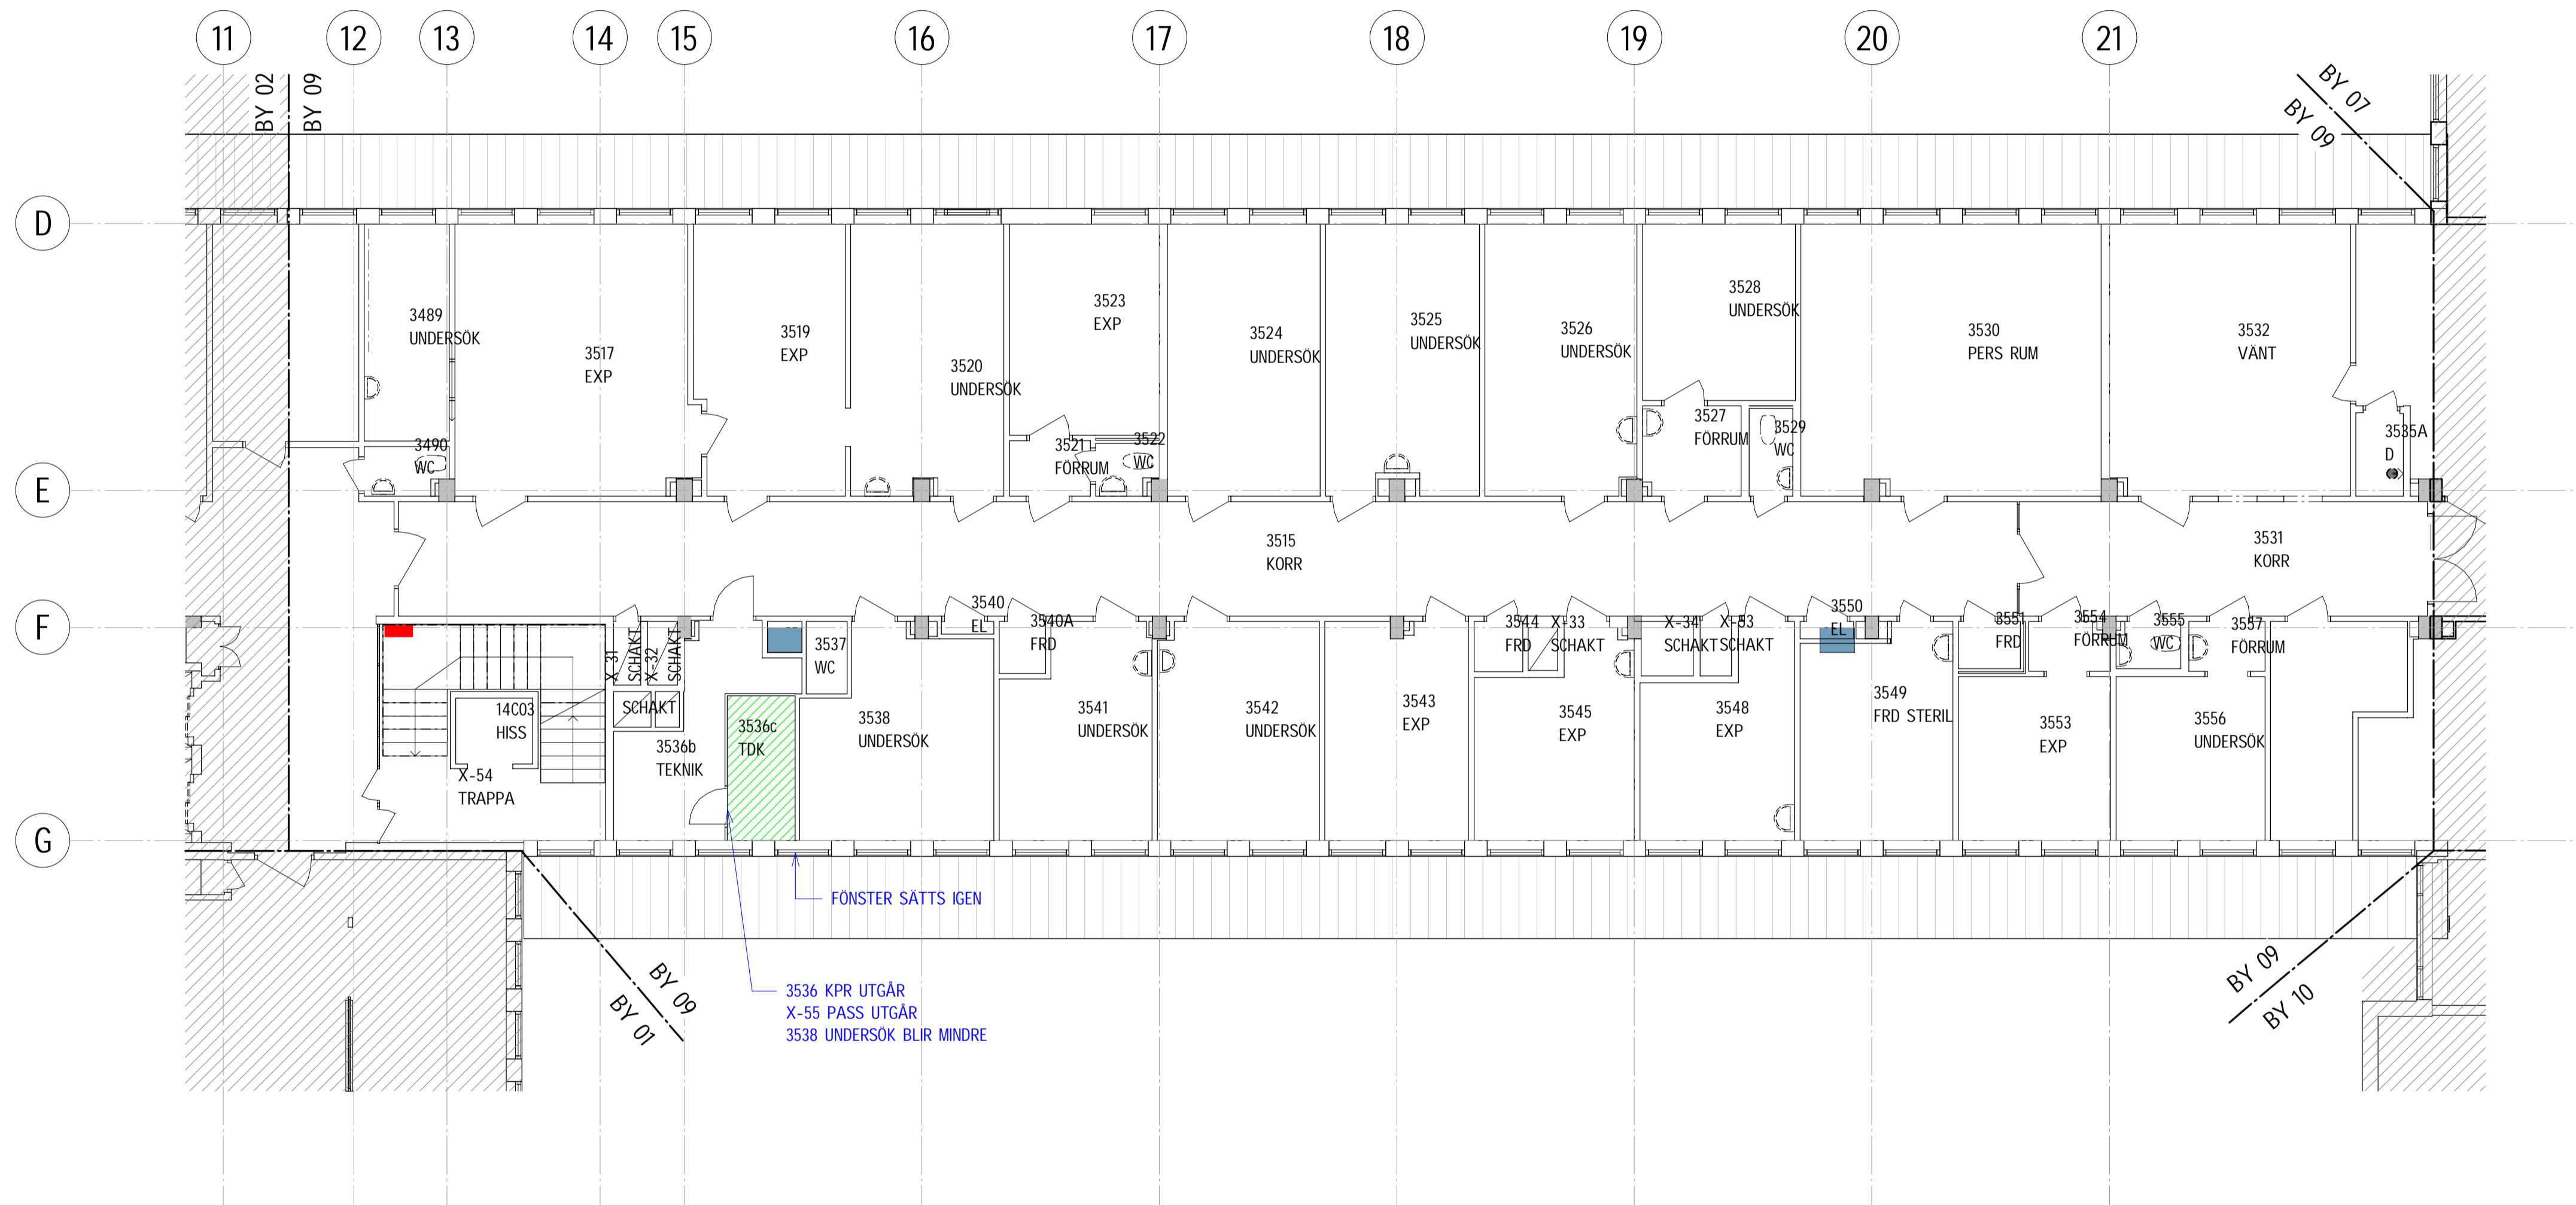 11
12
13
14
15
16
17
18
19
20
21
BY 02
BY 09
BY 07
BY 09
D
3489
UNDERSÖK
3517
EXP
3519
EXP
3520
UNDERSÖK
3523
EXP
3524
UNDERSÖK
3525
UNDERSÖK
3526
UNDERSÖK
3528
UNDERSÖK
3530
PERS RUM
3532
VÄNT
3490
WC
3521
FÖRRUM
3522
WC
3527
FÖRRUM
3529
WC
3535A
D
E
3515
KORR
3531
KORR
F
X-31
SCHAKT
X-32
SCHAKT
SCHAKT
3537
WC
3540
EL
3540A
FRD
3544
FRD
X-33
SCHAKT
X-34
SCHAKT
X-53
SCHAKT
3550
EL
3551
FRD
3554
FÖRRUM
3555
WC
3557
FÖRRUM
14C03
HISS
X-54
TRAPPA
3536b
TEKNIK
3536c
TDK
3538
UNDERSÖK
3541
UNDERSÖK
3542
UNDERSÖK
3543
EXP
3545
EXP
3548
EXP
3549
FRD STERIL
3553
EXP
3556
UNDERSÖK
G
FÖNSTER SÄTTS IGEN
3536 KPR UTGÅR
X-55 PASS UTGÅR
3538 UNDERSÖK BLIR MINDRE
BY 09
BY 01
BY 09
BY 10